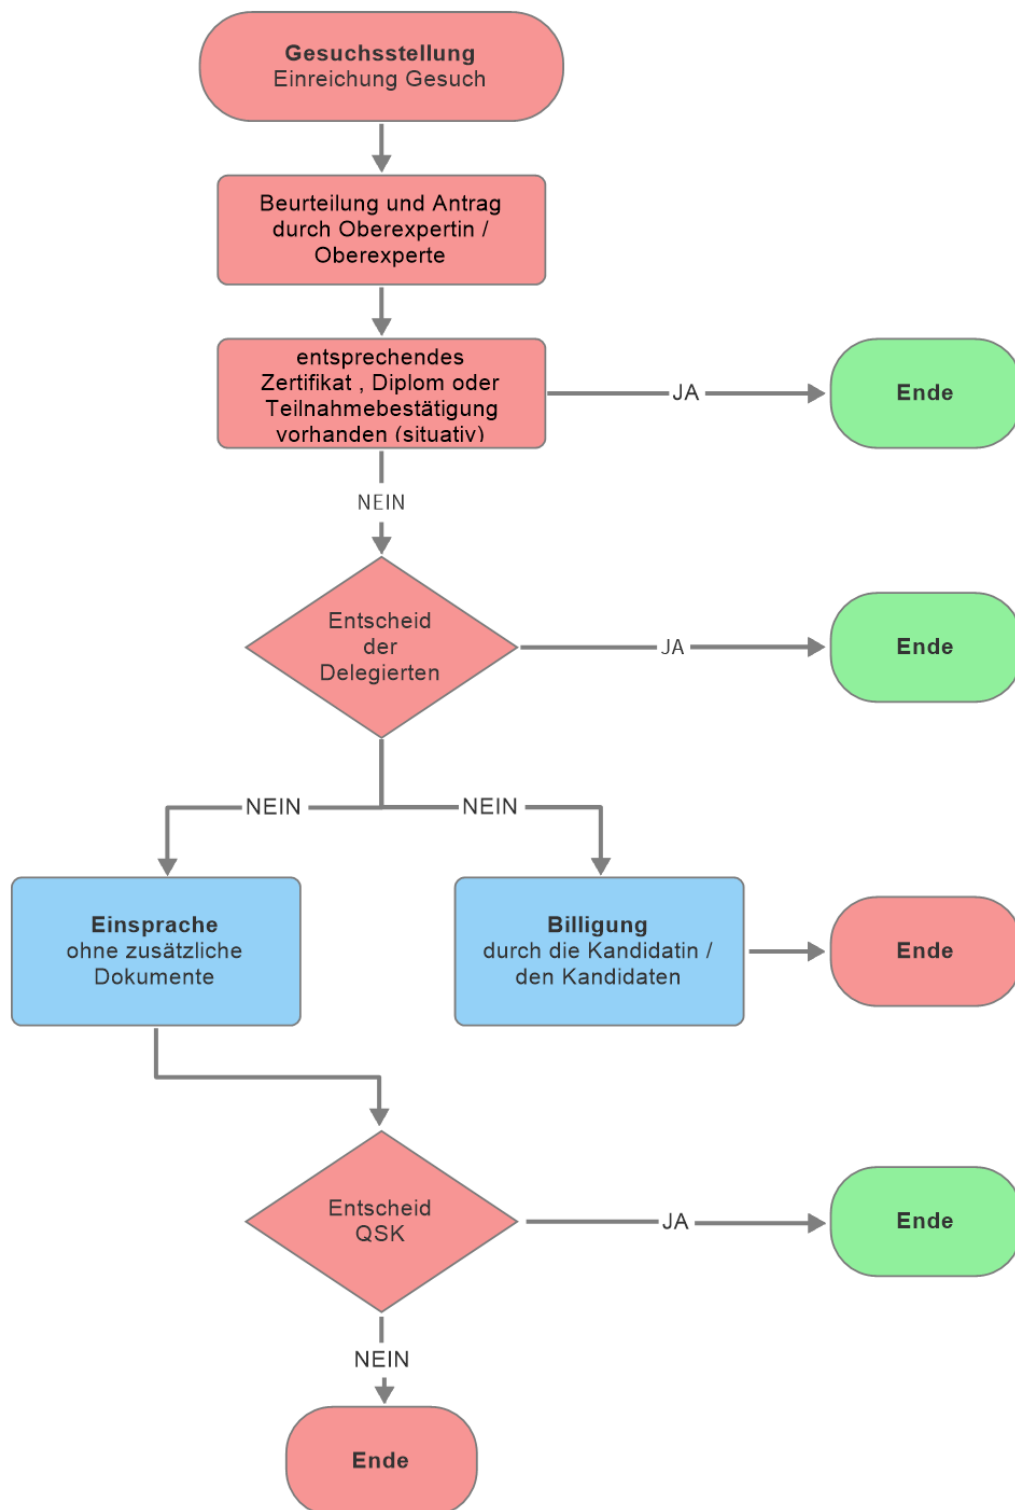 Gesuchsstellung
Einreichung Gesuch
Beurteilung und Antrag
durch Oberexpertin /
Oberexperte
entsprechendes
Zertifikat , Diplom oder
Teilnahmebestätigung
vorhanden (situativ)
JA
Ende
NEIN
Entscheid
der
Delegierten
JA
Ende
NEIN
NEIN
Einsprache
ohne zusätzliche
Dokumente
Billigung
durch die Kandidatin /
den Kandidaten
Ende
Entscheid
QSK
JA
Ende
NEIN
Ende